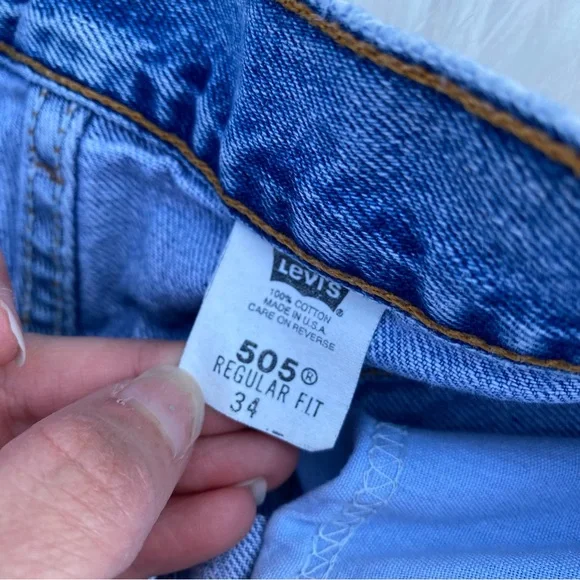 Levi's
®
100% COTTON
MADE IN U.S.A.
CARE ON REVERSE
505®
REGULAR FIT
34